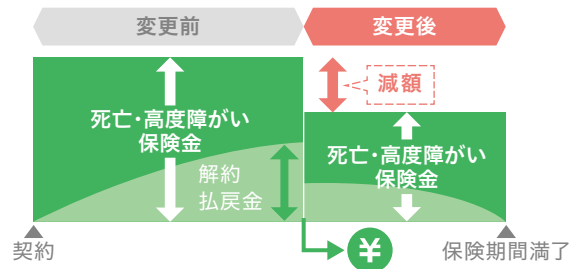 変更前
変更後
減額
死亡･高度障がい
保険金
解約
払戻金
死亡･高度障がい
保険金
契約
¥
保険期間満了